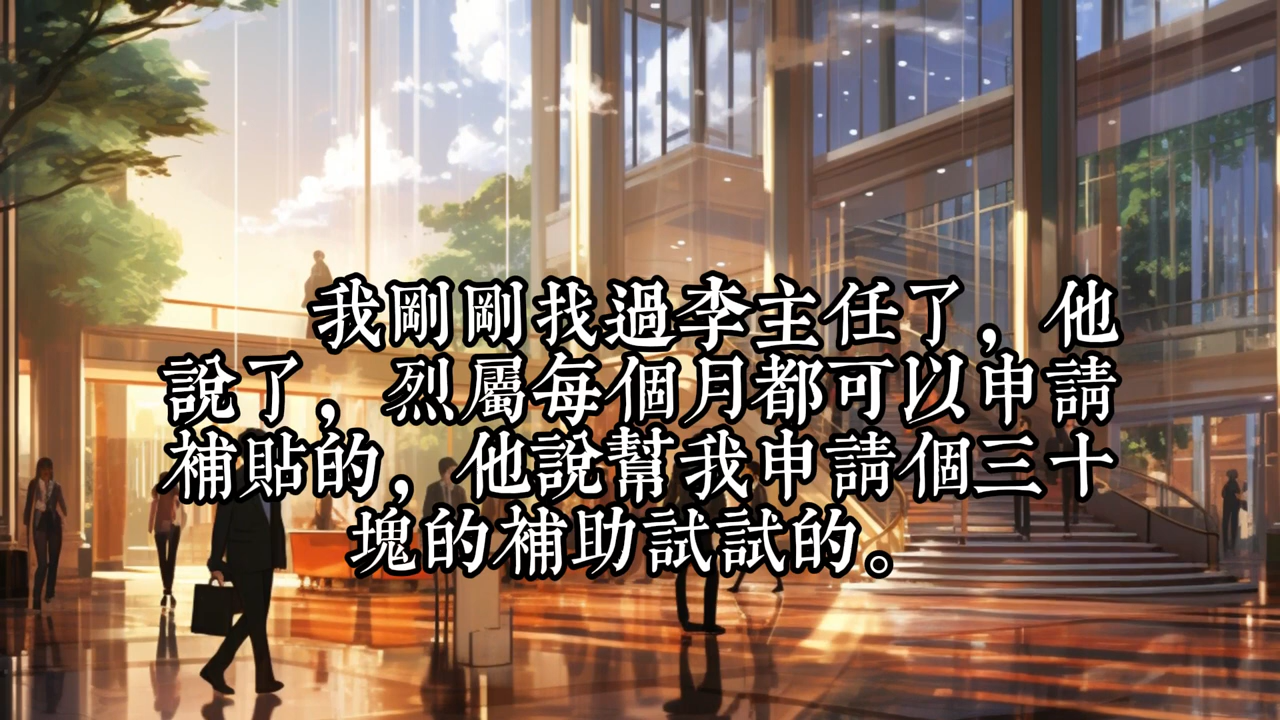 我剛剛找過李主任了，他
說了，烈屬每個月都可以申請
補貼的，他說幫我申請個三十
塊的補助試試的。